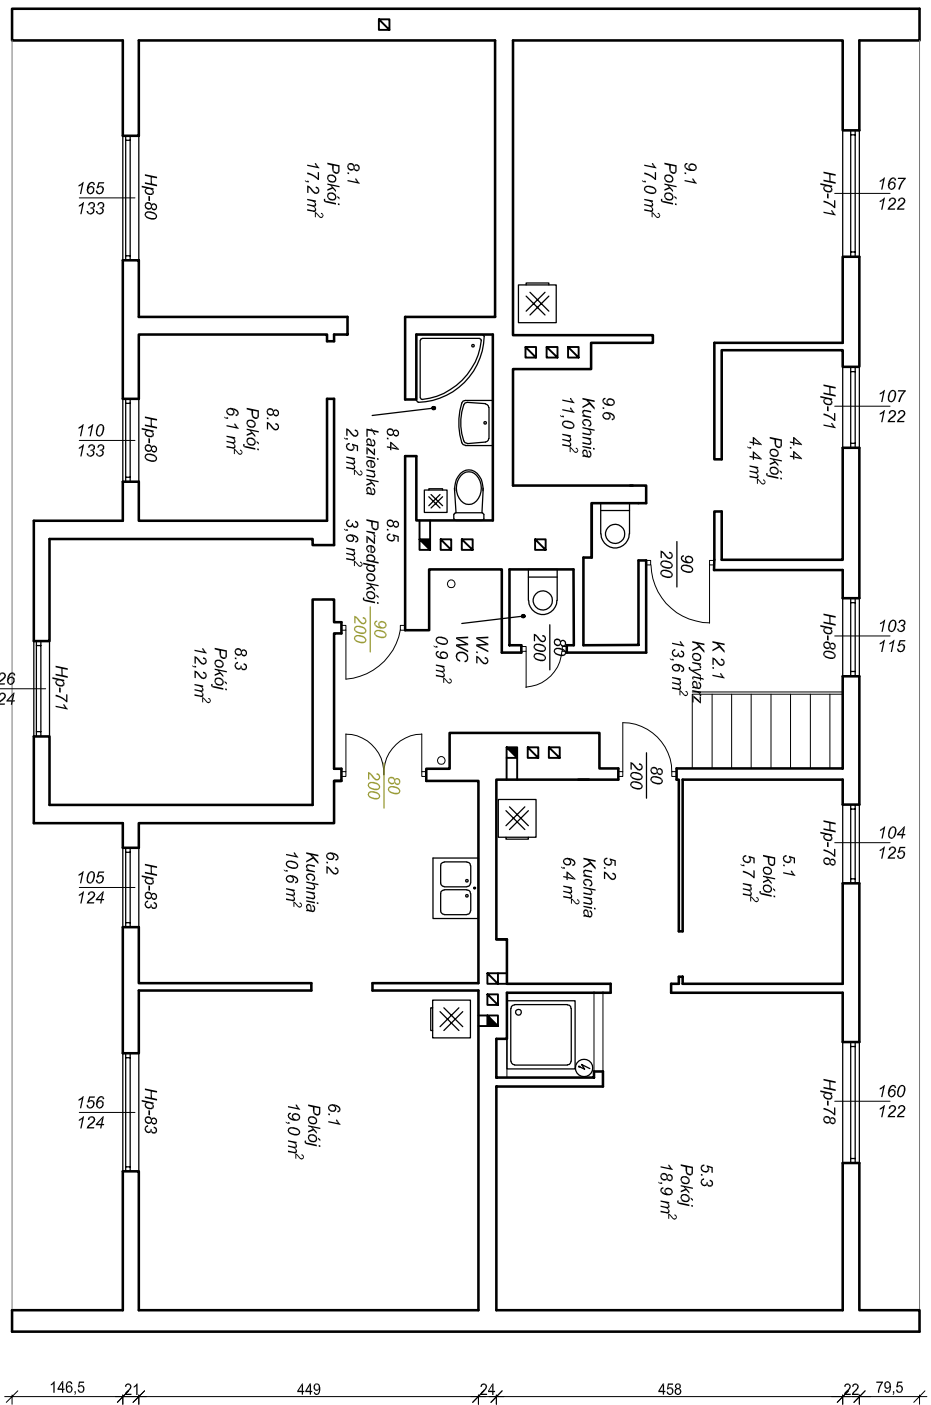 8.1
Pokój
17,2 m²
9.1
Pokój
17,0 m²
Hp-80
165
133
Hp-71
167
122
8.2
Pokój
6,1 m²
Hp-80
110
133
8.4
Łazienka
2,5 m²
9.6
Kuchnia
11,0 m²
4.4
Pokój
4,4 m²
Hp-71
107
122
8.5
Przedpokój
3,6 m²
90
200
90
200
8.3
Pokój
12,2 m²
Hp-71
26
24
W.2
WC
0,9 m²
80
200
K 2.1
Korytarz
13,6 m²
Hp-80
103
115
80
200
80
200
6.2
Kuchnia
10,6 m²
Hp-83
105
124
5.2
Kuchnia
6,4 m²
5.1
Pokój
5,7 m²
Hp-78
104
125
6.1
Pokój
19,0 m²
Hp-83
156
124
5.3
Pokój
18,9 m²
Hp-78
160
122
146,5 21 449 24 458 22 79,5